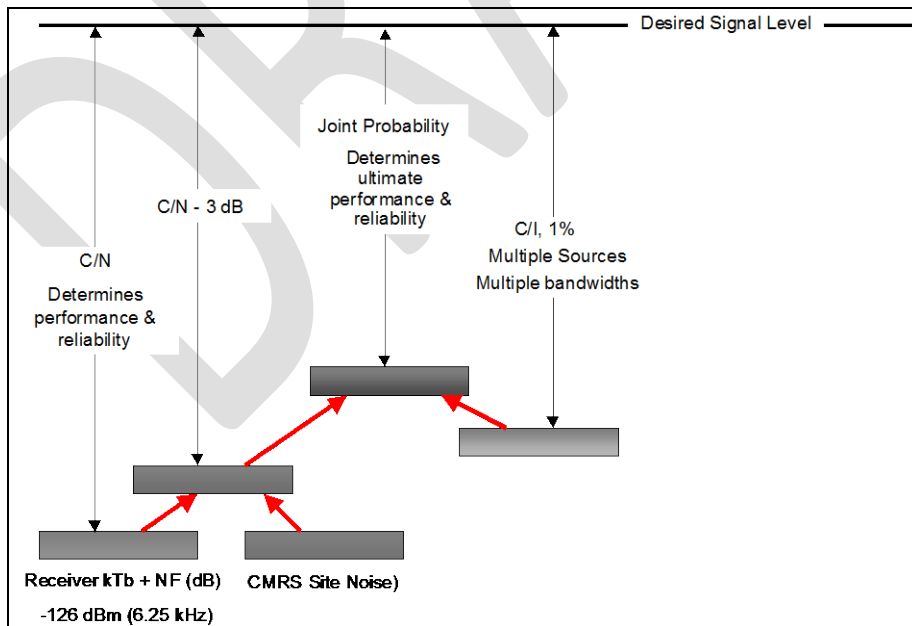 Desired Signal Level
Joint Probability
Determines
ultimate
performance &
reliability
C/N - 3 dB
C/I, 1%
Multiple Sources
Multiple bandwidths
C/N
Determines
performance &
reliability
Receiver kTb + NF (dB)
-126 dBm (6.25 kHz)
CMRS Site Noise)